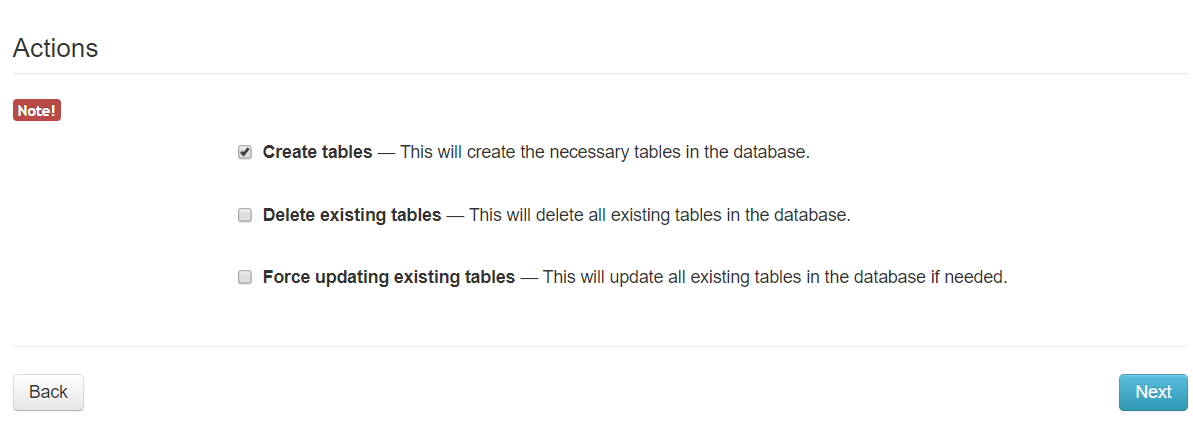 Actions
Note!
Create tables — This will create the necessary tables in the database.
Delete existing tables — This will delete all existing tables in the database.
Force updating existing tables — This will update all existing tables in the database if needed.
Back
Next